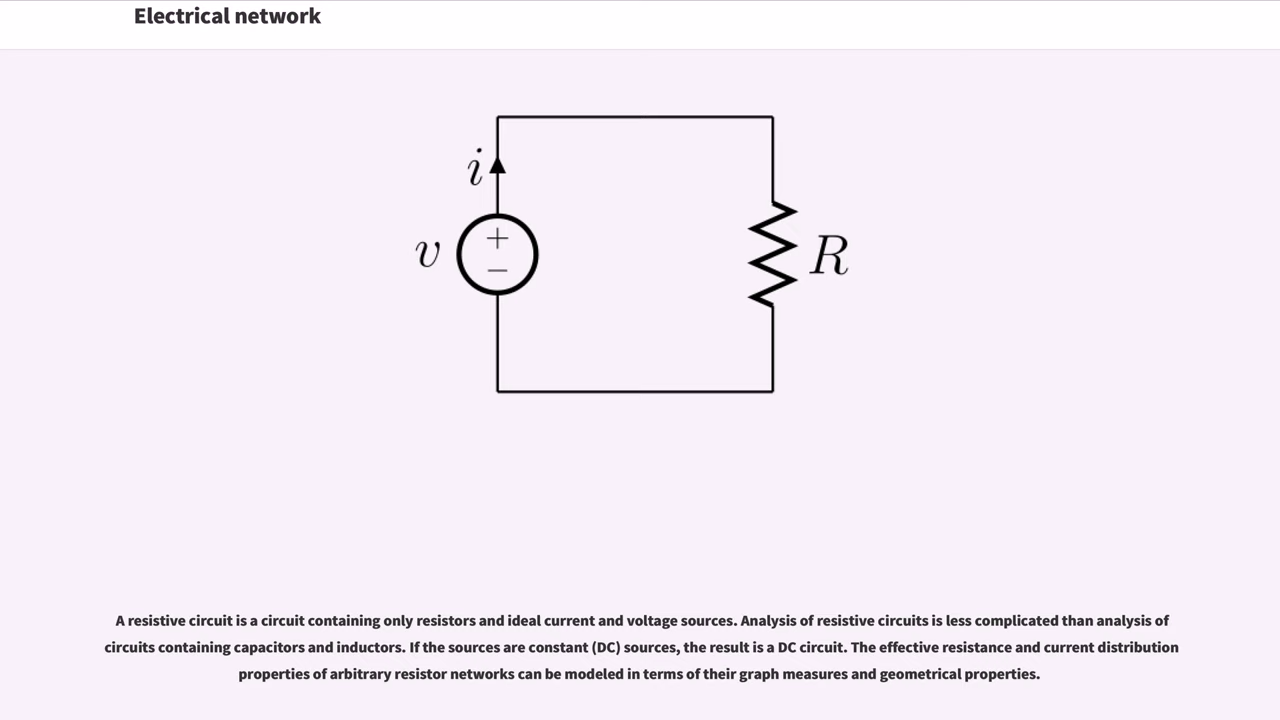 Electrical network
i
+
v
−
R
A resistive circuit is a circuit containing only resistors and ideal current and voltage sources. Analysis of resistive circuits is less complicated than analysis of
circuits containing capacitors and inductors. If the sources are constant (DC) sources, the result is a DC circuit. The effective resistance and current distribution
properties of arbitrary resistor networks can be modeled in terms of their graph measures and geometrical properties.